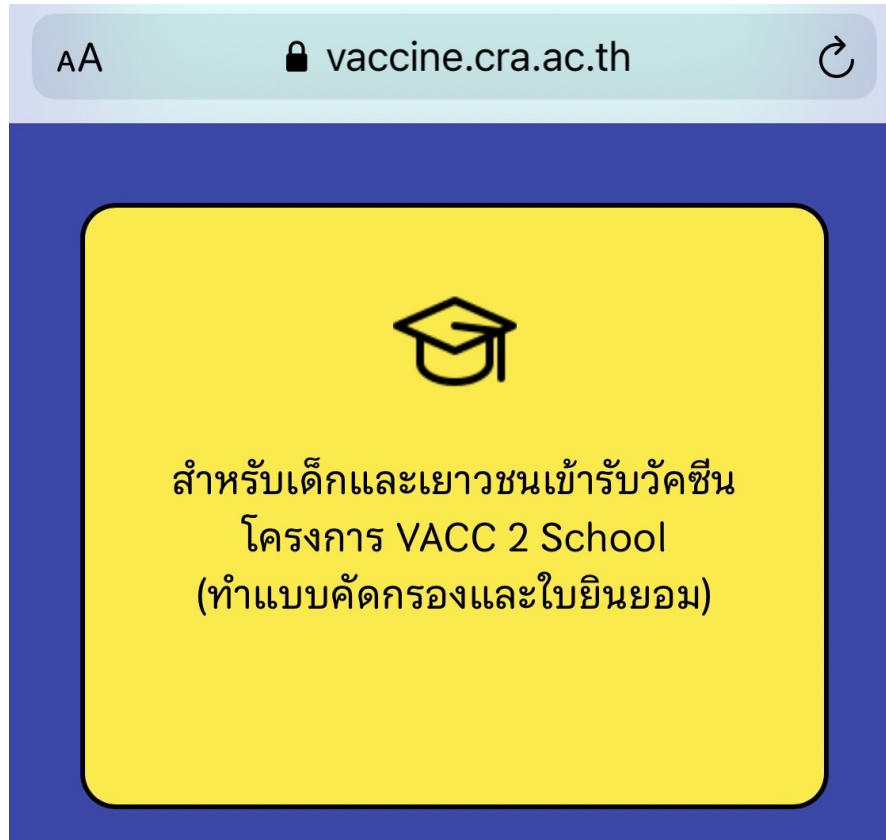 AA vaccine.cra.ac.th
สำหรับเด็กและเยาวชนเข้ารับวัคซีน
โครงการ VACC 2 School
(ทำแบบคัดกรองและใบยินยอม)